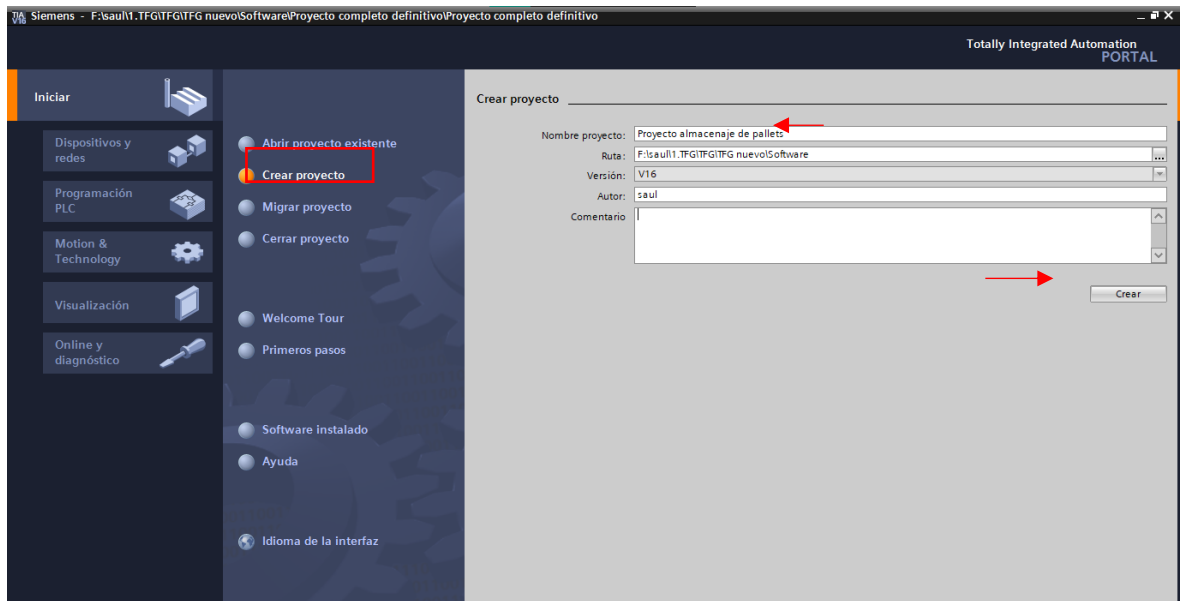 Siemens - F:\saul\1.TFG\TFG\TFG nuevo\Software\Proyecto completo definitivo\Proyecto completo definitivo
Totally Integrated Automation
PORTAL
Iniciar
Dispositivos y
redes
Programación
PLC
Motion &
Technology
Visualización
Online y
diagnóstico
Abrir proyecto existente
Crear proyecto
Migrar proyecto
Cerrar proyecto
Welcome Tour
Primeros pasos
Software instalado
Ayuda
Idioma de la interfaz
Crear proyecto
Nombre proyecto: Proyecto almacenaje de pallets
Ruta: F:\saul\1.TFG\TFG\TFG nuevo\Software
...
Versión: V16
Autor: saul
Comentario
Crear